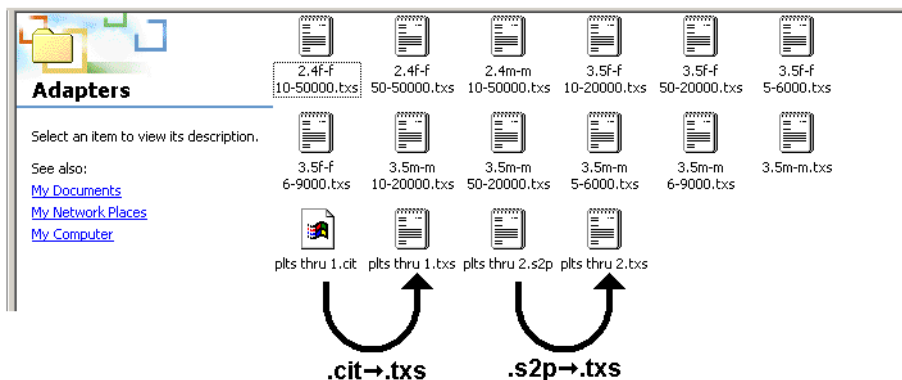 2.4f-f
10-50000.txs
2.4f-f
50-50000.txs
2.4m-m
10-50000.txs
3.5f-f
10-20000.txs
3.5f-f
50-20000.txs
3.5f-f
5-6000.txs
Adapters
Select an item to view its description.
See also:
My Documents
My Network Places
My Computer
3.5f-f
6-9000.txs
3.5m-m
10-20000.txs
3.5m-m
50-20000.txs
3.5m-m
5-6000.txs
3.5m-m
6-9000.txs
3.5m-m.txs
plts thru 1.cit
plts thru 1.txs
plts thru 2.s2p
plts thru 2.txs
.cit→.txs
.s2p→.txs